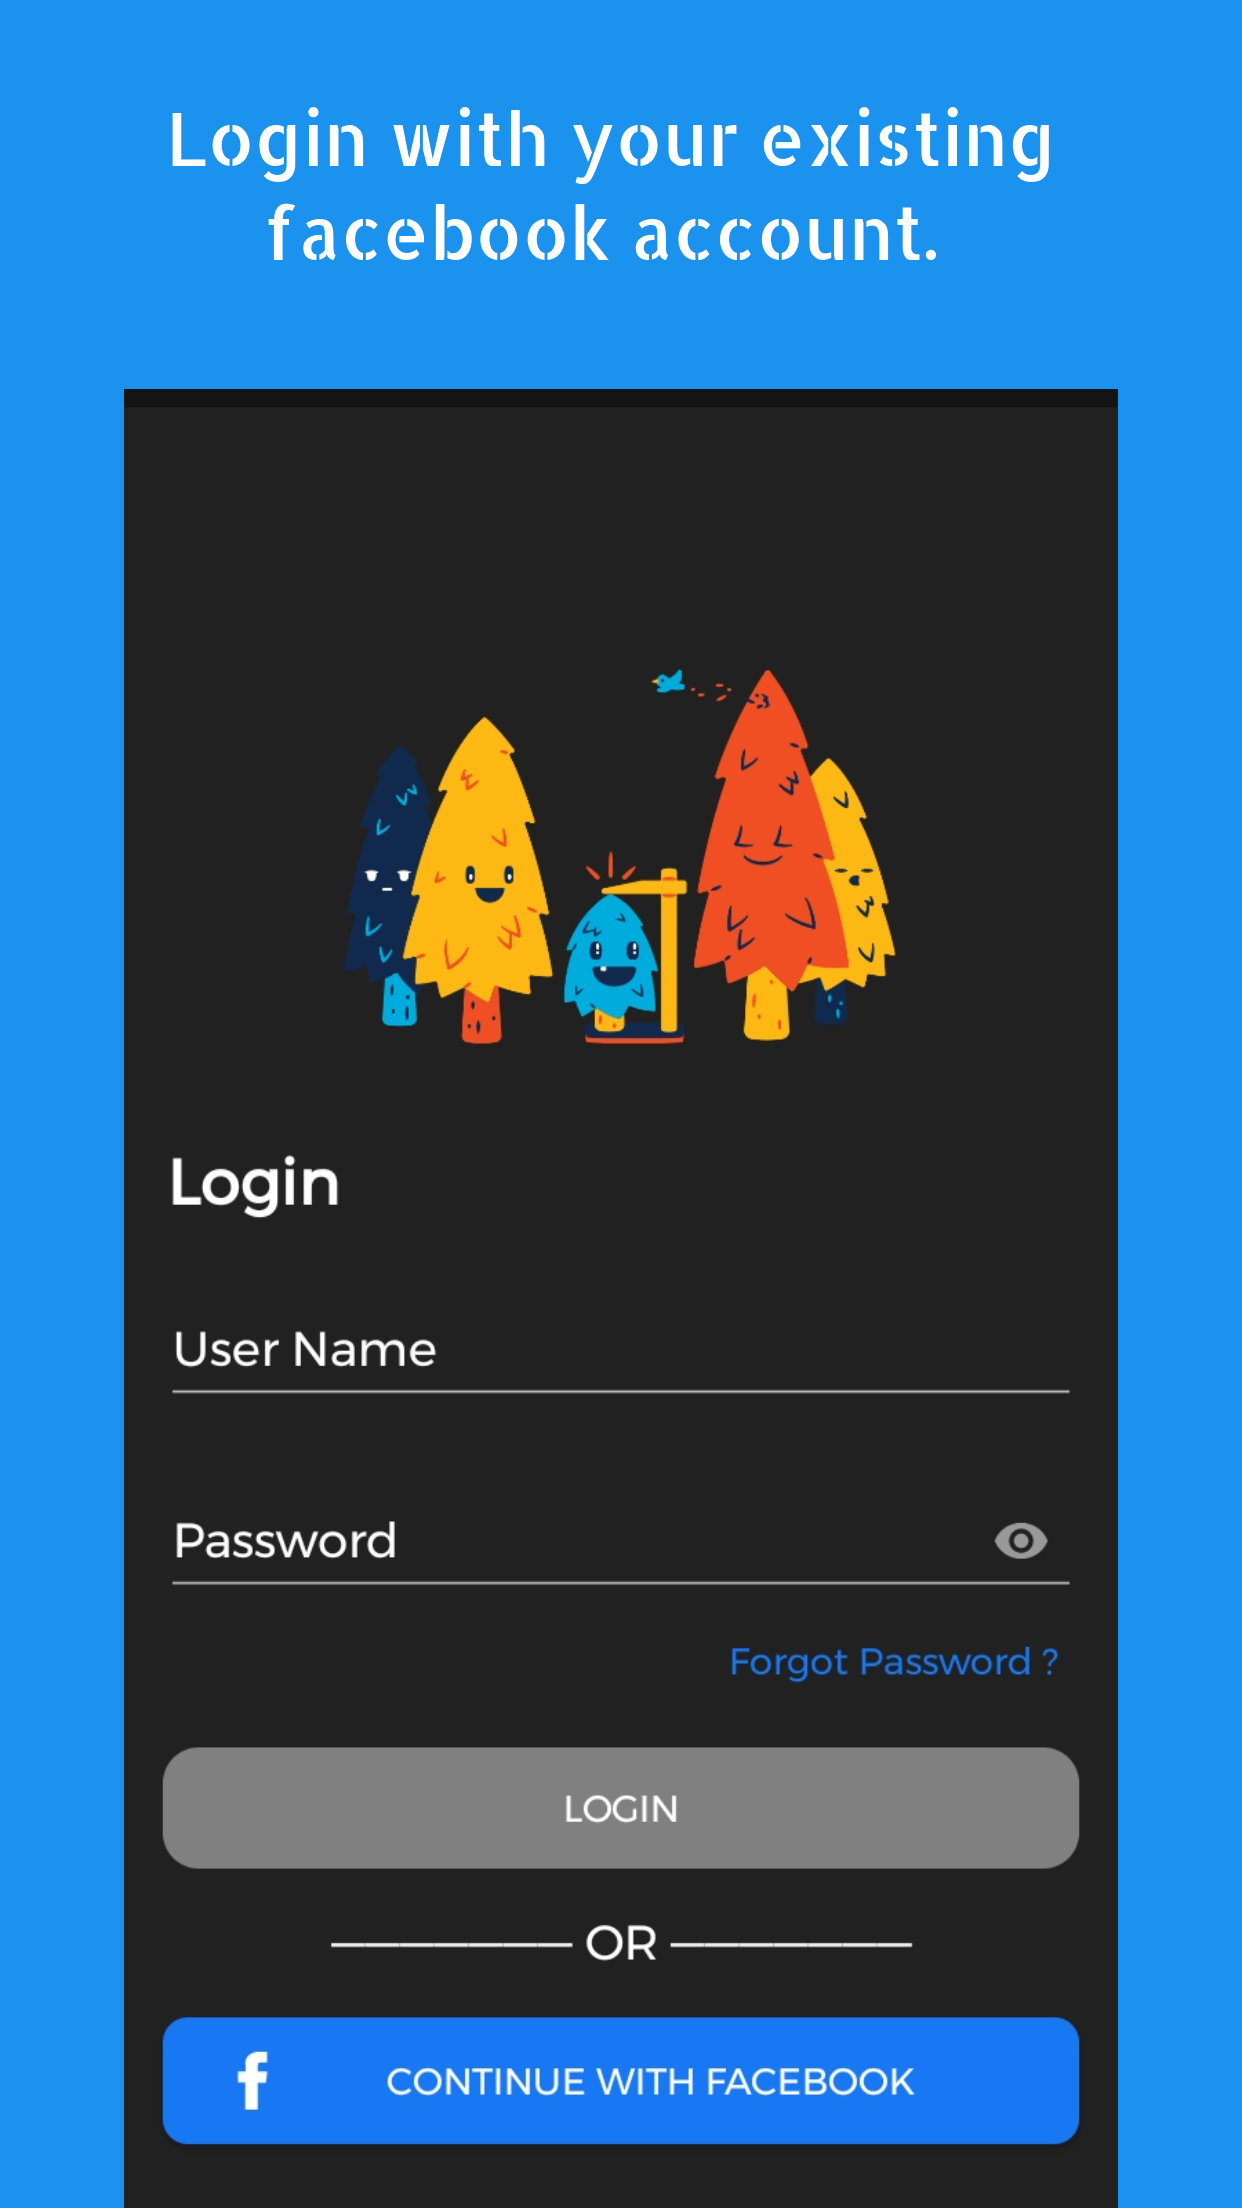 Login with your existing
facebook account.
Login
User Name
Password
Forgot Password ?
LOGIN
OR
CONTINUE WITH FACEBOOK